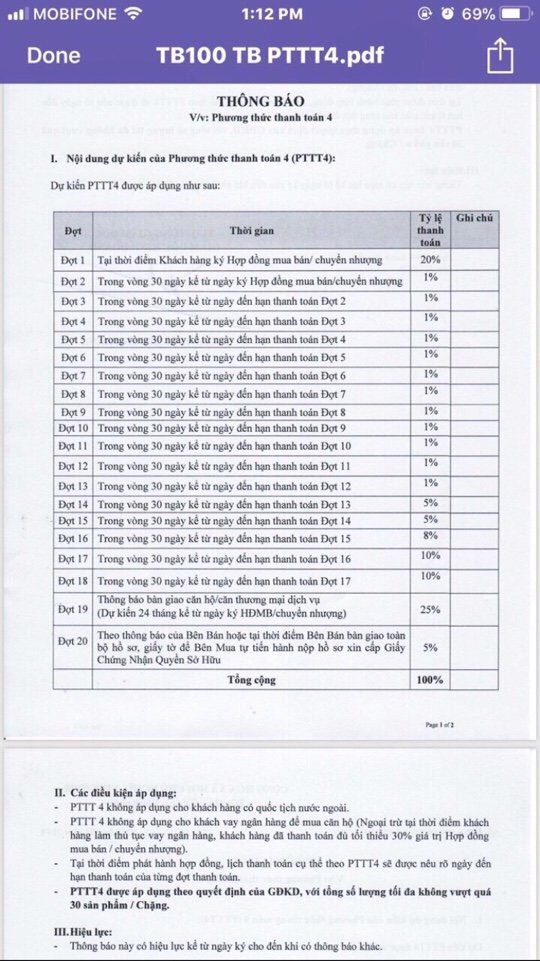 MOBIFONE 1:12 PM 69%
Done TB100 TB PTTT4.pdf
THÔNG BÁO
V/v: Phương thức thanh toán 4
I. Nội dung dự kiến của Phương thức thanh toán 4 (PTTT4):
Dự kiến PTTT4 được áp dụng như sau:
Đợt Thời gian Tỷ lệ thanh toán Ghi chú
Đợt 1 Tại thời điểm Khách hàng ký Hợp đồng mua bán/ chuyển nhượng 20%
Đợt 2 Trong vòng 30 ngày kể từ ngày ký Hợp đồng mua bán/chuyển nhượng 1%
Đợt 3 Trong vòng 30 ngày kể từ ngày đến hạn thanh toán Đợt 2 1%
Đợt 4 Trong vòng 30 ngày kể từ ngày đến hạn thanh toán Đợt 3 1%
Đợt 5 Trong vòng 30 ngày kể từ ngày đến hạn thanh toán Đợt 4 1%
Đợt 6 Trong vòng 30 ngày kể từ ngày đến hạn thanh toán Đợt 5 1%
Đợt 7 Trong vòng 30 ngày kể từ ngày đến hạn thanh toán Đợt 6 1%
Đợt 8 Trong vòng 30 ngày kể từ ngày đến hạn thanh toán Đợt 7 1%
Đợt 9 Trong vòng 30 ngày kể từ ngày đến hạn thanh toán Đợt 8 1%
Đợt 10 Trong vòng 30 ngày kể từ ngày đến hạn thanh toán Đợt 9 1%
Đợt 11 Trong vòng 30 ngày kể từ ngày đến hạn thanh toán Đợt 10 1%
Đợt 12 Trong vòng 30 ngày kể từ ngày đến hạn thanh toán Đợt 11 1%
Đợt 13 Trong vòng 30 ngày kể từ ngày đến hạn thanh toán Đợt 12 1%
Đợt 14 Trong vòng 30 ngày kể từ ngày đến hạn thanh toán Đợt 13 5%
Đợt 15 Trong vòng 30 ngày kể từ ngày đến hạn thanh toán Đợt 14 5%
Đợt 16 Trong vòng 30 ngày kể từ ngày đến hạn thanh toán Đợt 15 8%
Đợt 17 Trong vòng 30 ngày kể từ ngày đến hạn thanh toán Đợt 16 10%
Đợt 18 Trong vòng 30 ngày kể từ ngày đến hạn thanh toán Đợt 17 10%
Đợt 19 Thông báo bàn giao căn hộ/căn thương mại dịch vụ
(Dự kiến 24 tháng kể từ ngày ký HĐMB/chuyển nhượng) 25%
Đợt 20 Theo thông báo của Bên Bán hoặc tại thời điểm Bên Bán bàn giao toàn
bộ hồ sơ, giấy tờ để Bên Mua tự tiến hành nộp hồ sơ xin cấp Giấy
Chứng Nhận Quyền Sở Hữu 5%
Tổng cộng 100%
Page 1 of 2
II. Các điều kiện áp dụng:
- PTTT 4 không áp dụng cho khách hàng có quốc tịch nước ngoài.
- PTTT 4 không áp dụng cho khách vay ngân hàng để mua căn hộ (Ngoại trừ tại thời điểm khách
hàng làm thủ tục vay ngân hàng, khách hàng đã thanh toán đủ tối thiểu 30% giá trị Hợp đồng
mua bán / chuyển nhượng).
- Tại thời điểm phát hành hợp đồng, lịch thanh toán cụ thể theo PTTT4 sẽ được nêu rõ ngày đến
hạn thanh toán của từng đợt thanh toán.
- PTTT4 được áp dụng theo quyết định của GĐKD, với tổng số lượng tối đa không vượt quá
30 sản phẩm / Chặng.
III. Hiệu lực:
- Thông báo này có hiệu lực kể từ ngày ký cho đến khi có thông báo khác.